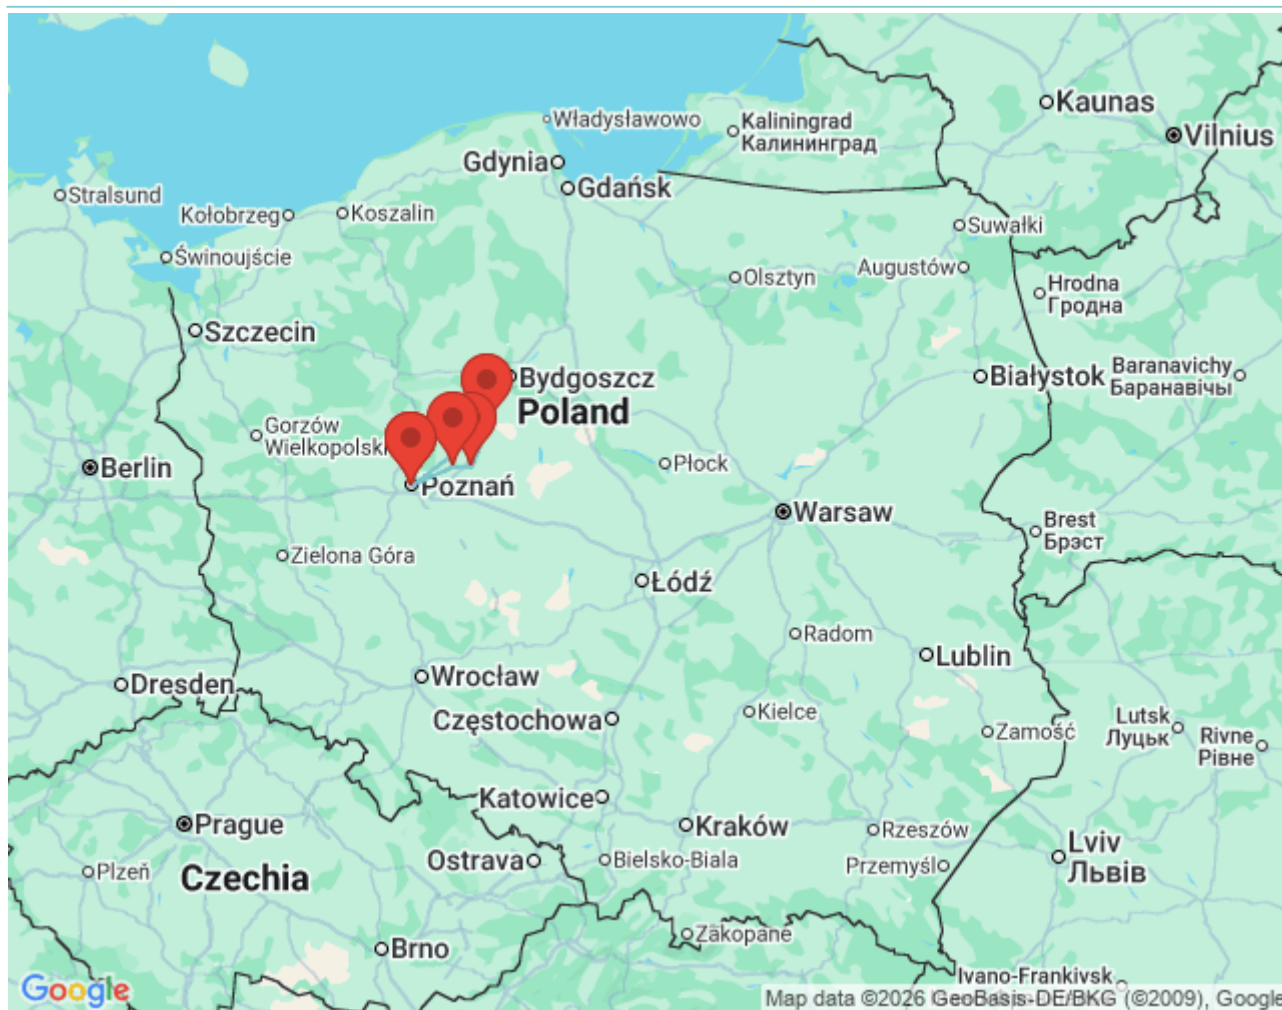 Władysławowo
Kaliningrad
Калининград
Kaunas
Vilnius
Gdynia
Gdańsk
Stralsund
Kołobrzeg
Koszalin
Suwałki
Świnoujście
Olsztyn
Augustów
Hrodna
Гродна
Szczecin
Bydgoszcz
Białystok
Baranavichy
Баранавічы
Poland
Gorzów
Wielkopolski
Berlin
Płock
Poznań
Warsaw
Brest
Брэст
Zielona Góra
Łódź
Radom
Lublin
Dresden
Wrocław
Częstochowa
Kielce
Zamość
Lutsk
Луцьк
Rivne
Рівне
Katowice
Prague
Kraków
Rzeszów
Lviv
Львів
Plzeň
Czechia
Ostrava
Bielsko-Biala
Przemyśl
Zakopane
Brno
Ivano-Frankivsk
Google
Map data ©2026 GeoBasis-DE/BKG (©2009), Google